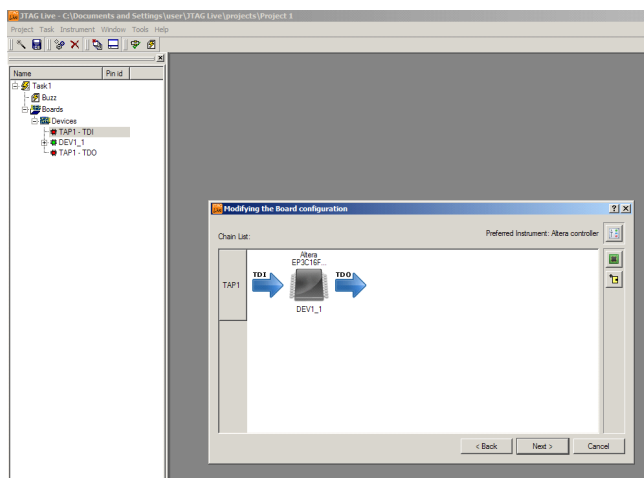 JTAG Live - C:\Documents and Settings\user\JTAG Live\projects\Project 1
Project Task Instrument Window Tools Help
Name Pin id
Task1
Buzz
Boards
Devices
TAP1 - TDI
DEV1_1
TAP1 - TDO
Modifying the Board configuration
Chain List:
Preferred Instrument: Altera controller
TAP1
TDI
Altera
EP3C16F...
TDO
DEV1_1
< Back Next > Cancel